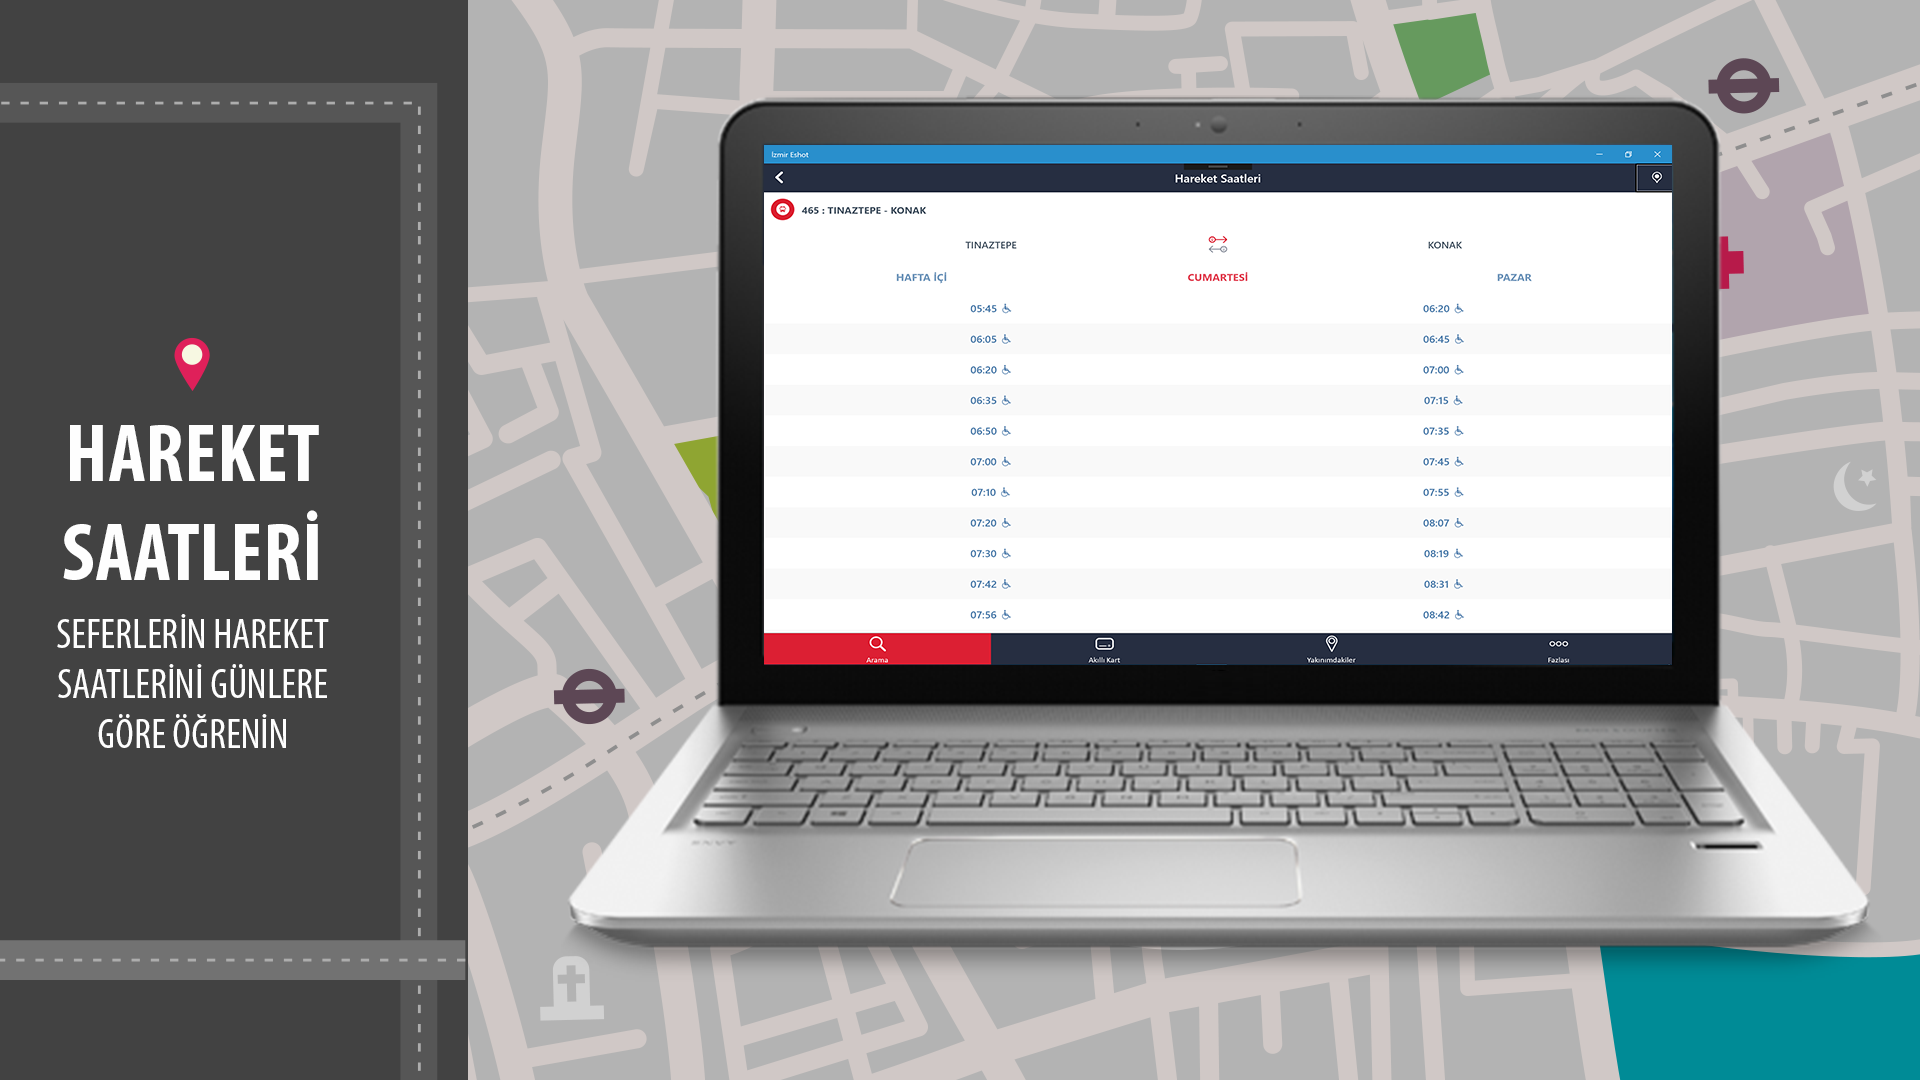 HAREKET
SAATLERİ
SEFERLERİN HAREKET
SAATLERİNİ GÜNLERE
GÖRE ÖĞRENİN
İzmir Eshot
Hareket Saatleri
465 : TINAZTEPE - KONAK
TINAZTEPE KONAK
HAFTA İÇİ CUMARTESİ PAZAR
05:45 06:20
06:05 06:45
06:20 07:00
06:35 07:15
06:50 07:35
07:00 07:45
07:10 07:55
07:20 08:07
07:30 08:19
07:42 08:31
07:56 08:42
Arama Akıllı Kart Yakınımdakiler Fazlası